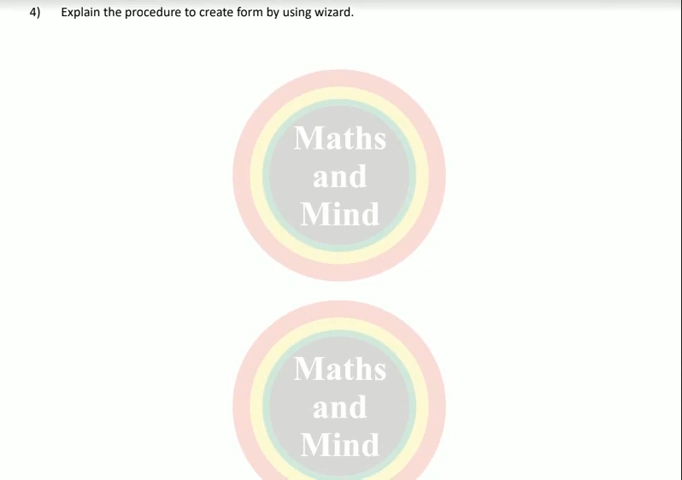 4) Explain the procedure to create form by using wizard.
Maths
and
Mind
Maths
and
Mind